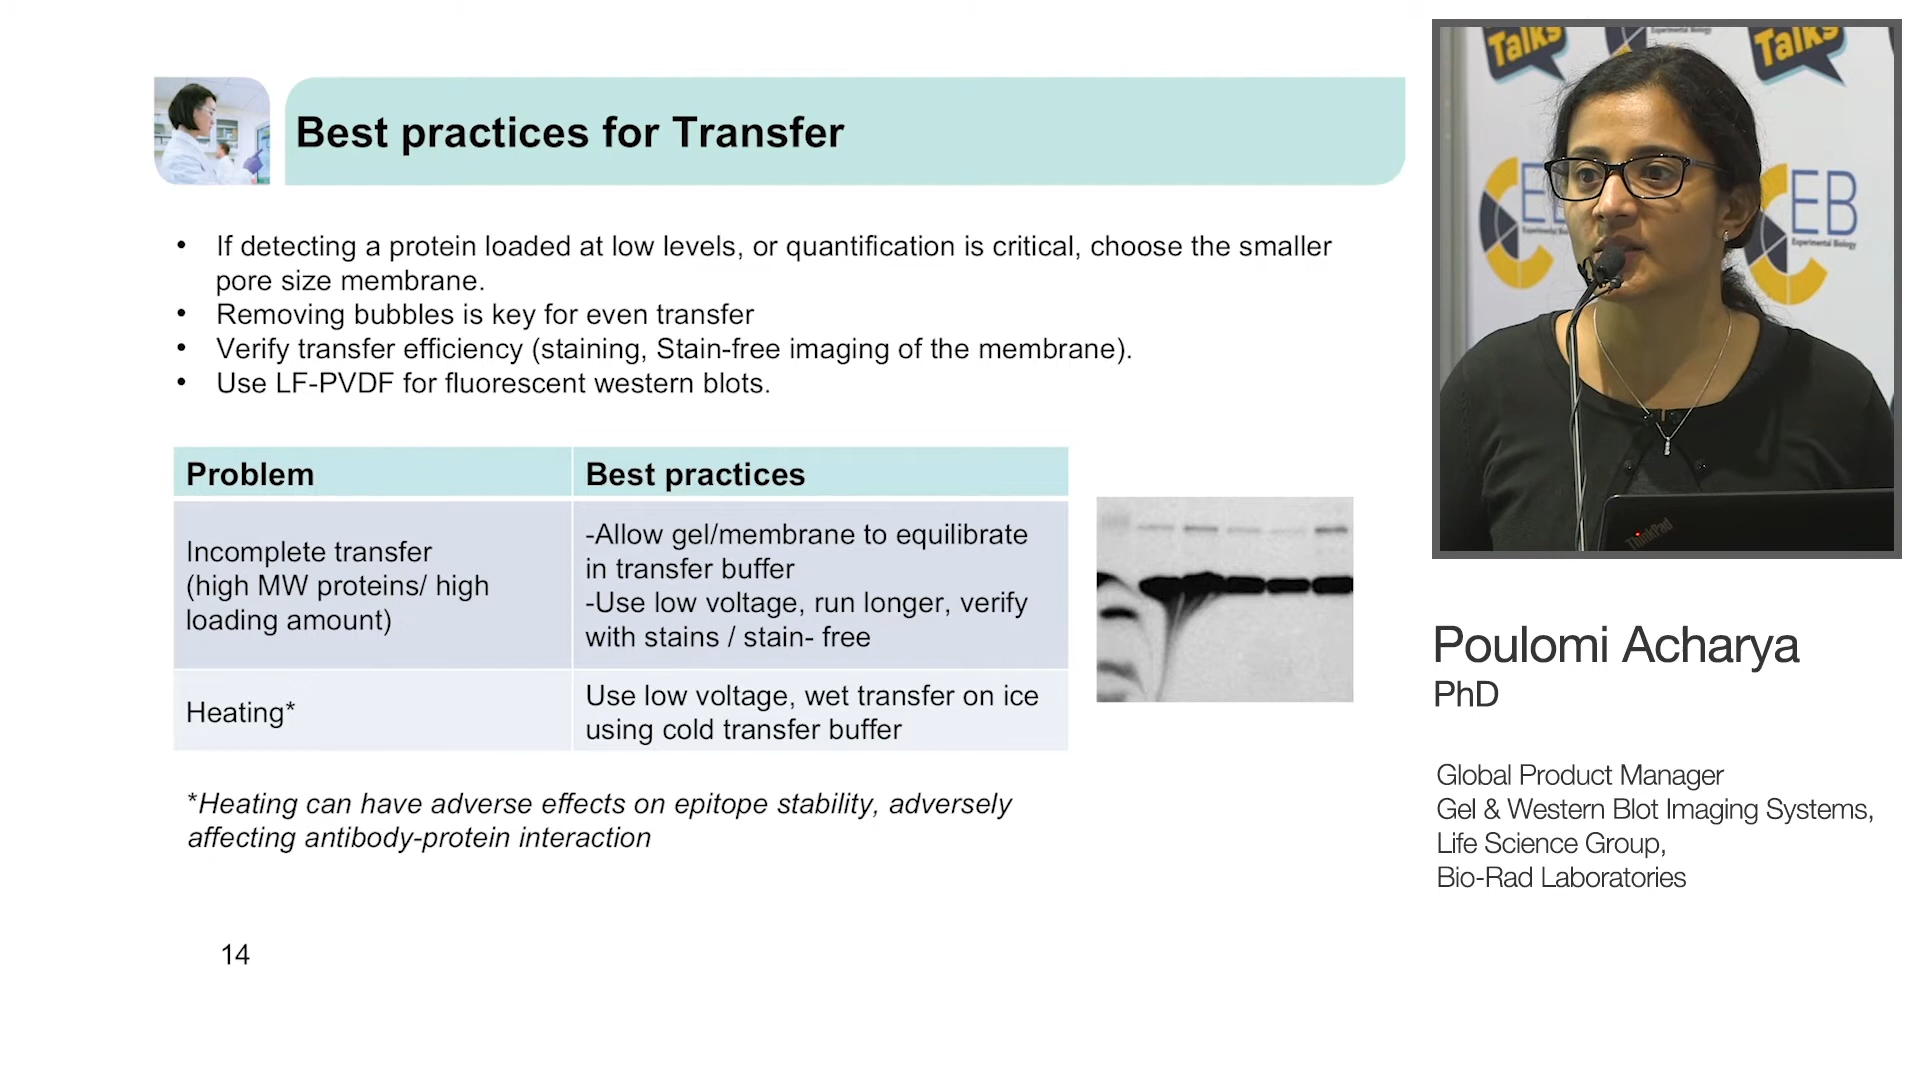 Best practices for Transfer
• If detecting a protein loaded at low levels, or quantification is critical, choose the smaller
pore size membrane.
• Removing bubbles is key for even transfer
• Verify transfer efficiency (staining, Stain-free imaging of the membrane).
• Use LF-PVDF for fluorescent western blots.
Problem Best practices
Incomplete transfer
(high MW proteins/ high
loading amount)
-Allow gel/membrane to equilibrate
in transfer buffer
-Use low voltage, run longer, verify
with stains / stain- free
Heating*
Use low voltage, wet transfer on ice
using cold transfer buffer
*Heating can have adverse effects on epitope stability, adversely
affecting antibody-protein interaction
14
Talks
Talks
EB
Experimental Biology
ThinkPad
Poulomi Acharya
PhD
Global Product Manager
Gel & Western Blot Imaging Systems,
Life Science Group,
Bio-Rad Laboratories